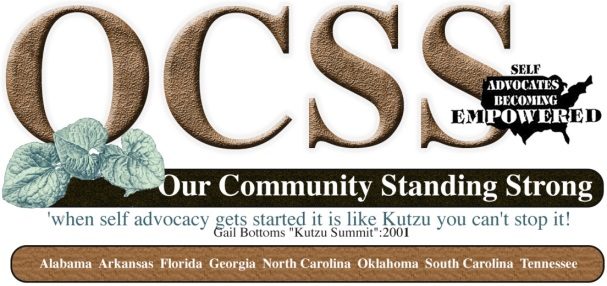 OCSS
SELF
ADVOCATES
BECOMING
EMPOWERED
Our Community Standing Strong
'when self advocacy gets started it is like Kutzu you can't stop it!
Gail Bottoms "Kutzu Summit":2001
Alabama Arkansas Florida Georgia North Carolina Oklahoma South Carolina Tennessee